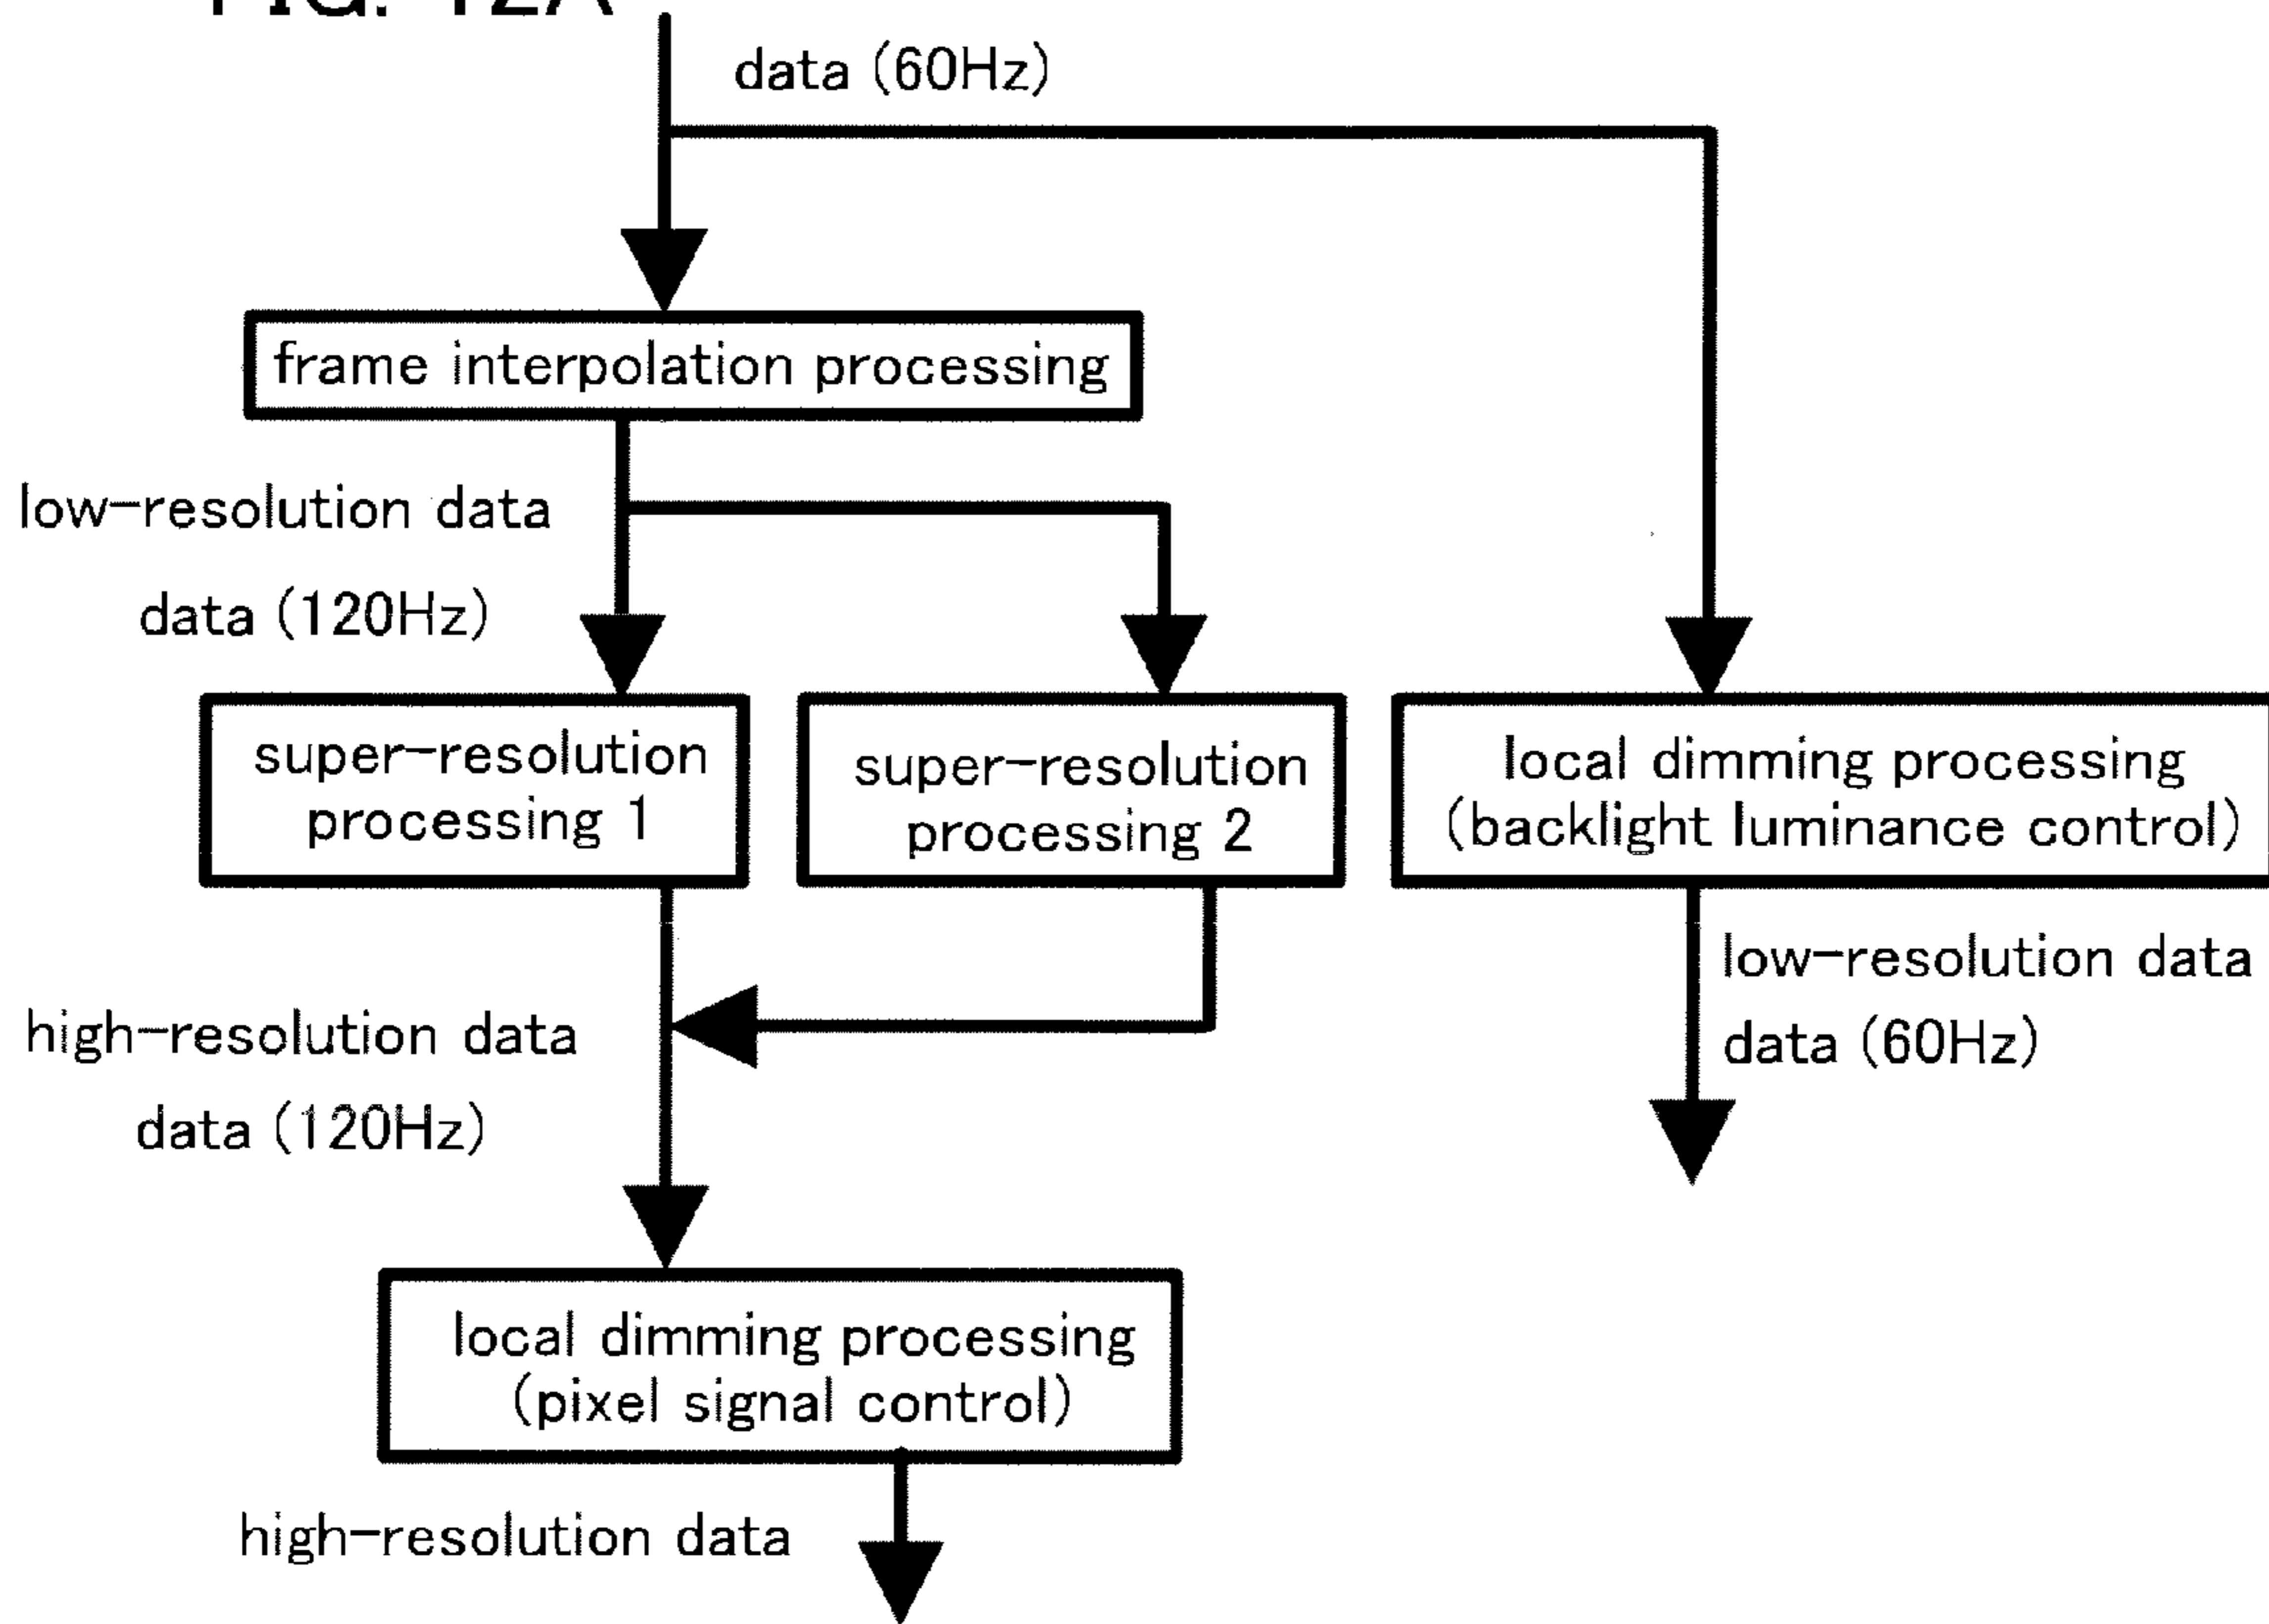 FIG. 12A
data (60Hz)
frame interpolation processing
low-resolution data
data (120Hz)
super-resolution
processing 1
super-resolution
processing 2
local dimming processing
(backlight luminance control)
low-resolution data
data (60Hz)
high-resolution data
data (120Hz)
local dimming processing
(pixel signal control)
high-resolution data